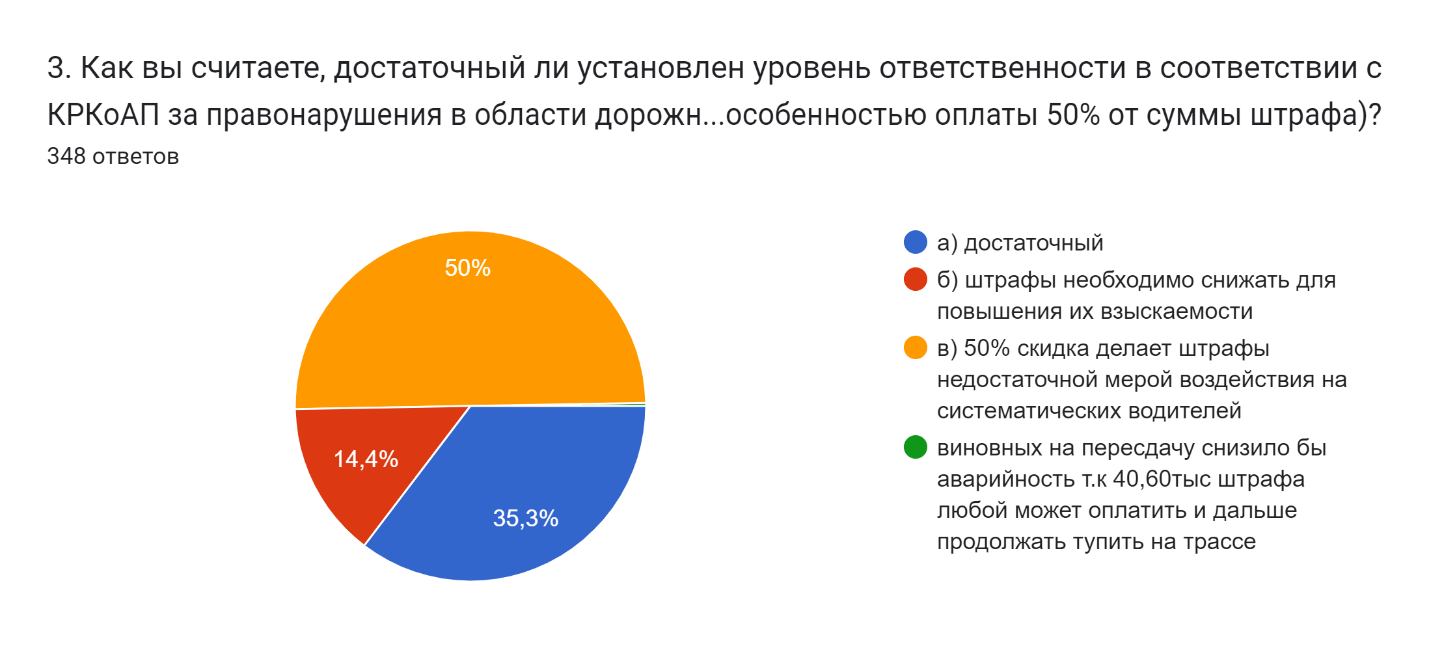 3. Как вы считаете, достаточный ли установлен уровень ответственности в соответствии с
КРКоАП за правонарушения в области дорожн...особенностью оплаты 50% от суммы штрафа)?
348 ответов
50%
14,4%
35,3%
а) достаточный
б) штрафы необходимо снижать для
повышения их взыскаемости
в) 50% скидка делает штрафы
недостаточной мерой воздействия на
систематических водителей
виновных на пересдачу снизило бы
аварийность т.к 40,60тыс штрафа
любой может оплатить и дальше
продолжать тупить на трассе